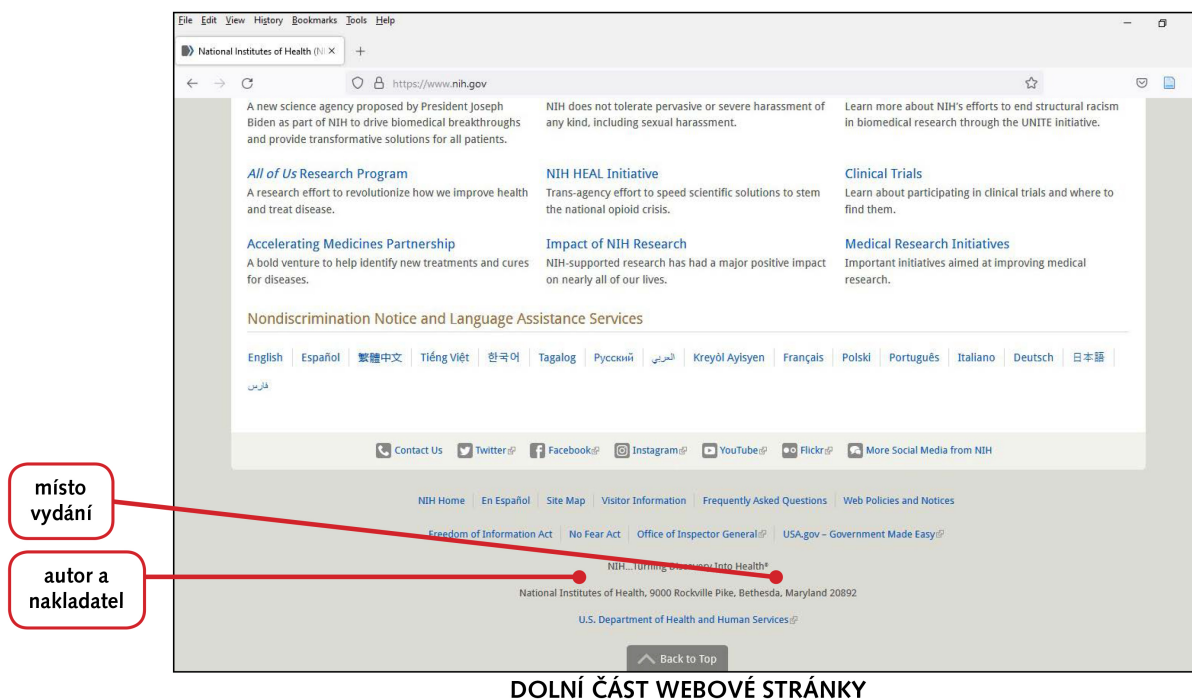 File Edit View History Bookmarks Tools Help
National Institutes of Health (NI
https://www.nih.gov
A new science agency proposed by President Joseph
Biden as part of NIH to drive biomedical breakthroughs
and provide transformative solutions for all patients.
NIH does not tolerate pervasive or severe harassment of
any kind, including sexual harassment.
Learn more about NIH's efforts to end structural racism
in biomedical research through the UNITE initiative.
All of Us Research Program
A research effort to revolutionize how we improve health
and treat disease.
NIH HEAL Initiative
Trans-agency effort to speed scientific solutions to stem
the national opioid crisis.
Clinical Trials
Learn about participating in clinical trials and where to
find them.
Accelerating Medicines Partnership
A bold venture to help identify new treatments and cures
for diseases.
Impact of NIH Research
NIH-supported research has had a major positive impact
on nearly all of our lives.
Medical Research Initiatives
Important initiatives aimed at improving medical
research.
Nondiscrimination Notice and Language Assistance Services
English Español 繁體中文 Tiếng Việt 한국어 Tagalog Русский العربي Kreyòl Ayisyen Français Polski Português Italiano Deutsch 日本語
فارس
Contact Us Twitter Facebook Instagram YouTube Flickr More Social Media from NIH
NIH Home En Español Site Map Visitor Information Frequently Asked Questions Web Policies and Notices
Freedom of Information Act No Fear Act Office of Inspector General USA.gov – Government Made Easy
NIH...Turning Discovery Into Health®
National Institutes of Health, 9000 Rockville Pike, Bethesda, Maryland 20892
U.S. Department of Health and Human Services
Back to Top
místo
vydání
autor a
nakladatel
DOLNÍ ČÁST WEBOVÉ STRÁNKY